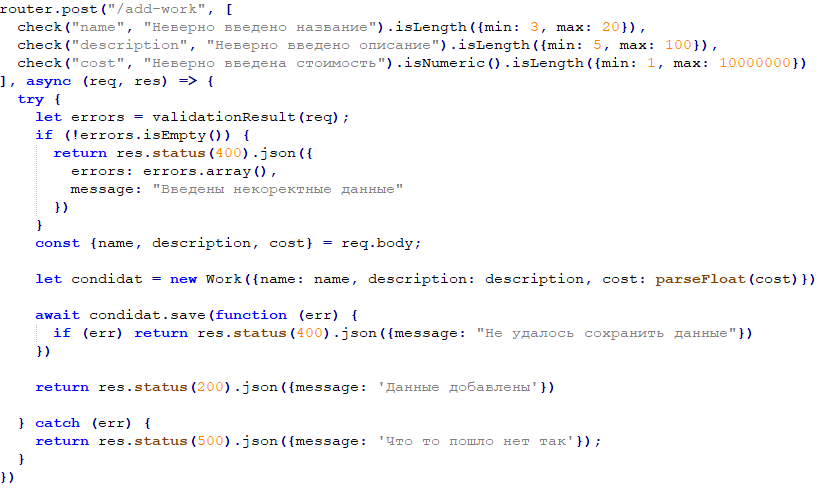 router.post("/add-work", [
  check("name", "Неверно введено название").isLength({min: 3, max: 20}),
  check("description", "Неверно введено описание").isLength({min: 5, max: 100}),
  check("cost", "Неверно введена стоимость").isNumeric().isLength({min: 1, max: 10000000})
], async (req, res) => {
  try {
    let errors = validationResult(req);
    if (!errors.isEmpty()) {
      return res.status(400).json({
        errors: errors.array(),
        message: "Введены некоректные данные"
      })
    }
    const {name, description, cost} = req.body;

    let condidat = new Work({name: name, description: description, cost: parseFloat(cost)})

    await condidat.save(function (err) {
      if (err) return res.status(400).json({message: "Не удалось сохранить данные"})
    })

    return res.status(200).json({message: 'Данные добавлены'})

  } catch (err) {
    return res.status(500).json({message: 'Что то пошло нет так'});
  }
})